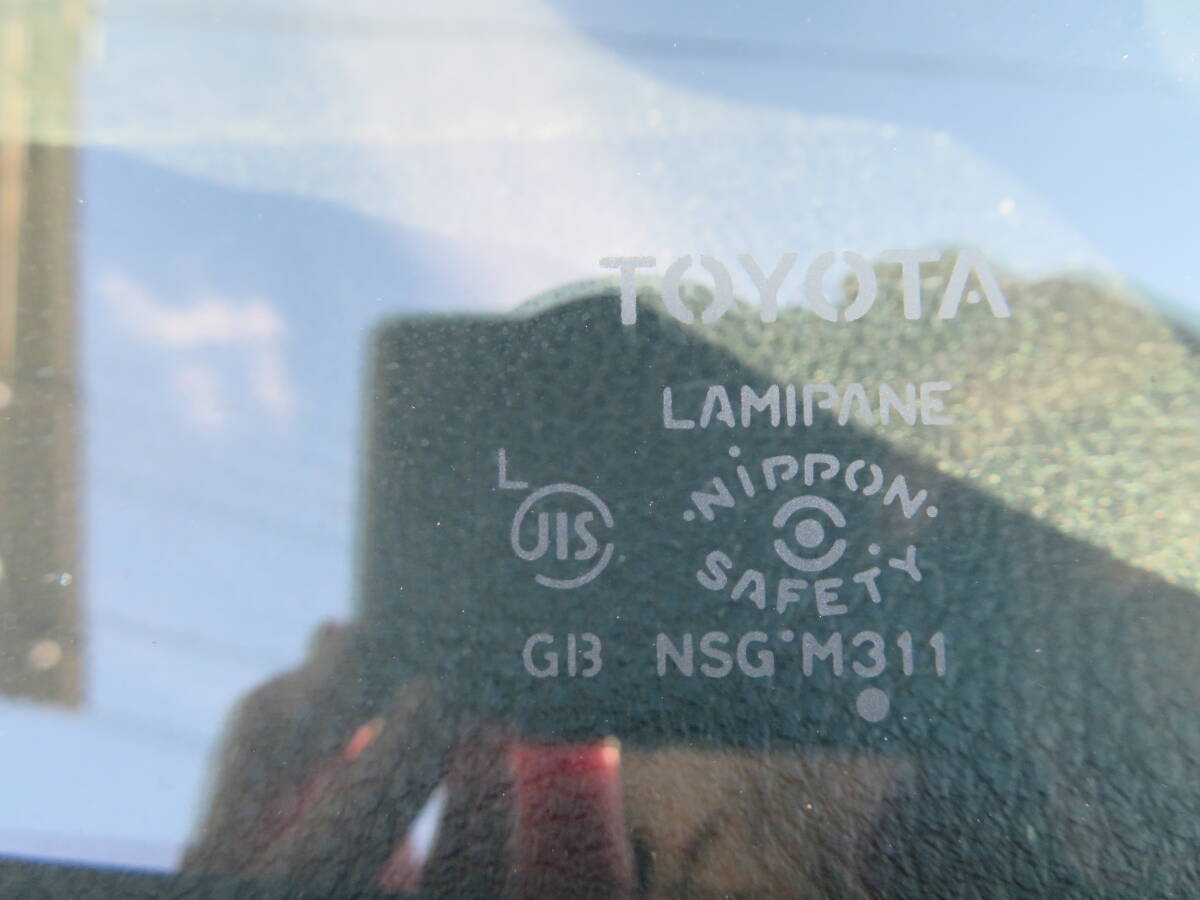 TOYOTA
LAMIPANE
L
JIS
·NIPPON·
SAFETY
GB NSG·M311